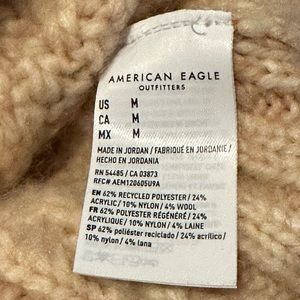 AMERICAN EAGLE
OUTFITTERS
US M
CA M
MX M
MADE IN JORDAN / FABRIQUÉ EN JORDANIE/
HECHO EN JORDANIA
RN 54485 / CA 03873
RFC# AEM120605U9A
EN 62% RECYCLED POLYESTER / 24%
ACRYLIC / 10% NYLON / 4% WOOL
FR 62% POLYESTER RÉGÉNÉRÉ / 24%
ACRYLIQUE / 10% NYLON / 4% LAINE
SP 62% poliéster reciclado / 24% acrílico /
10% nylon / 4% lana